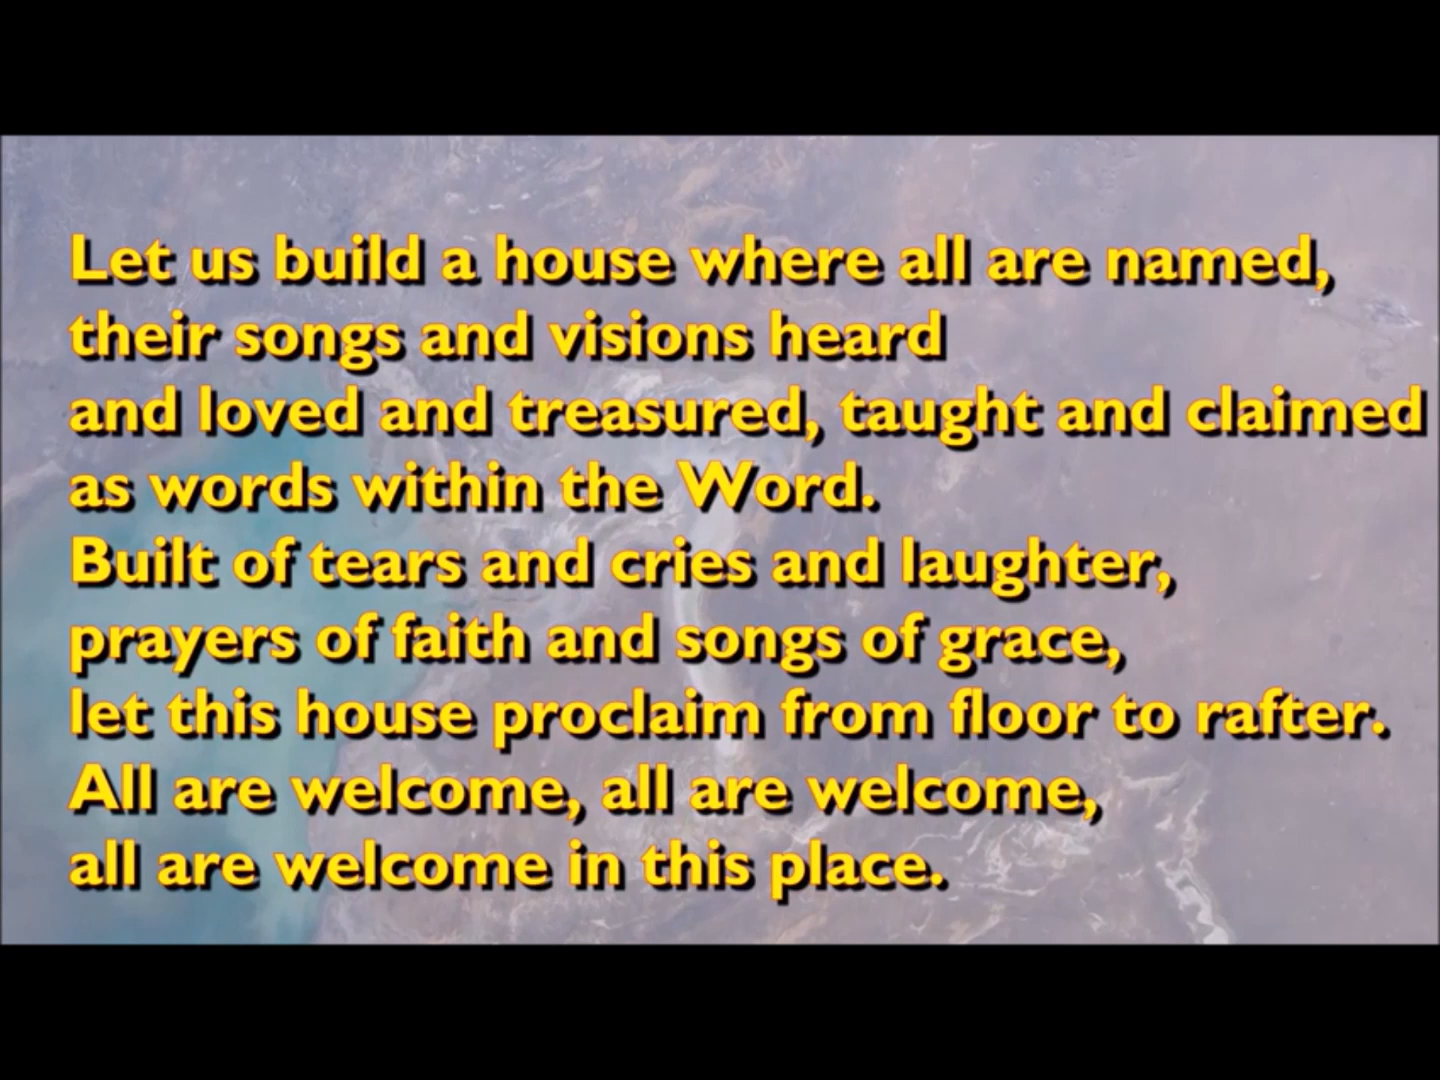 Let us build a house where all are named,
their songs and visions heard
and loved and treasured, taught and claimed
as words within the Word.
Built of tears and cries and laughter,
prayers of faith and songs of grace,
let this house proclaim from floor to rafter.
All are welcome, all are welcome,
all are welcome in this place.